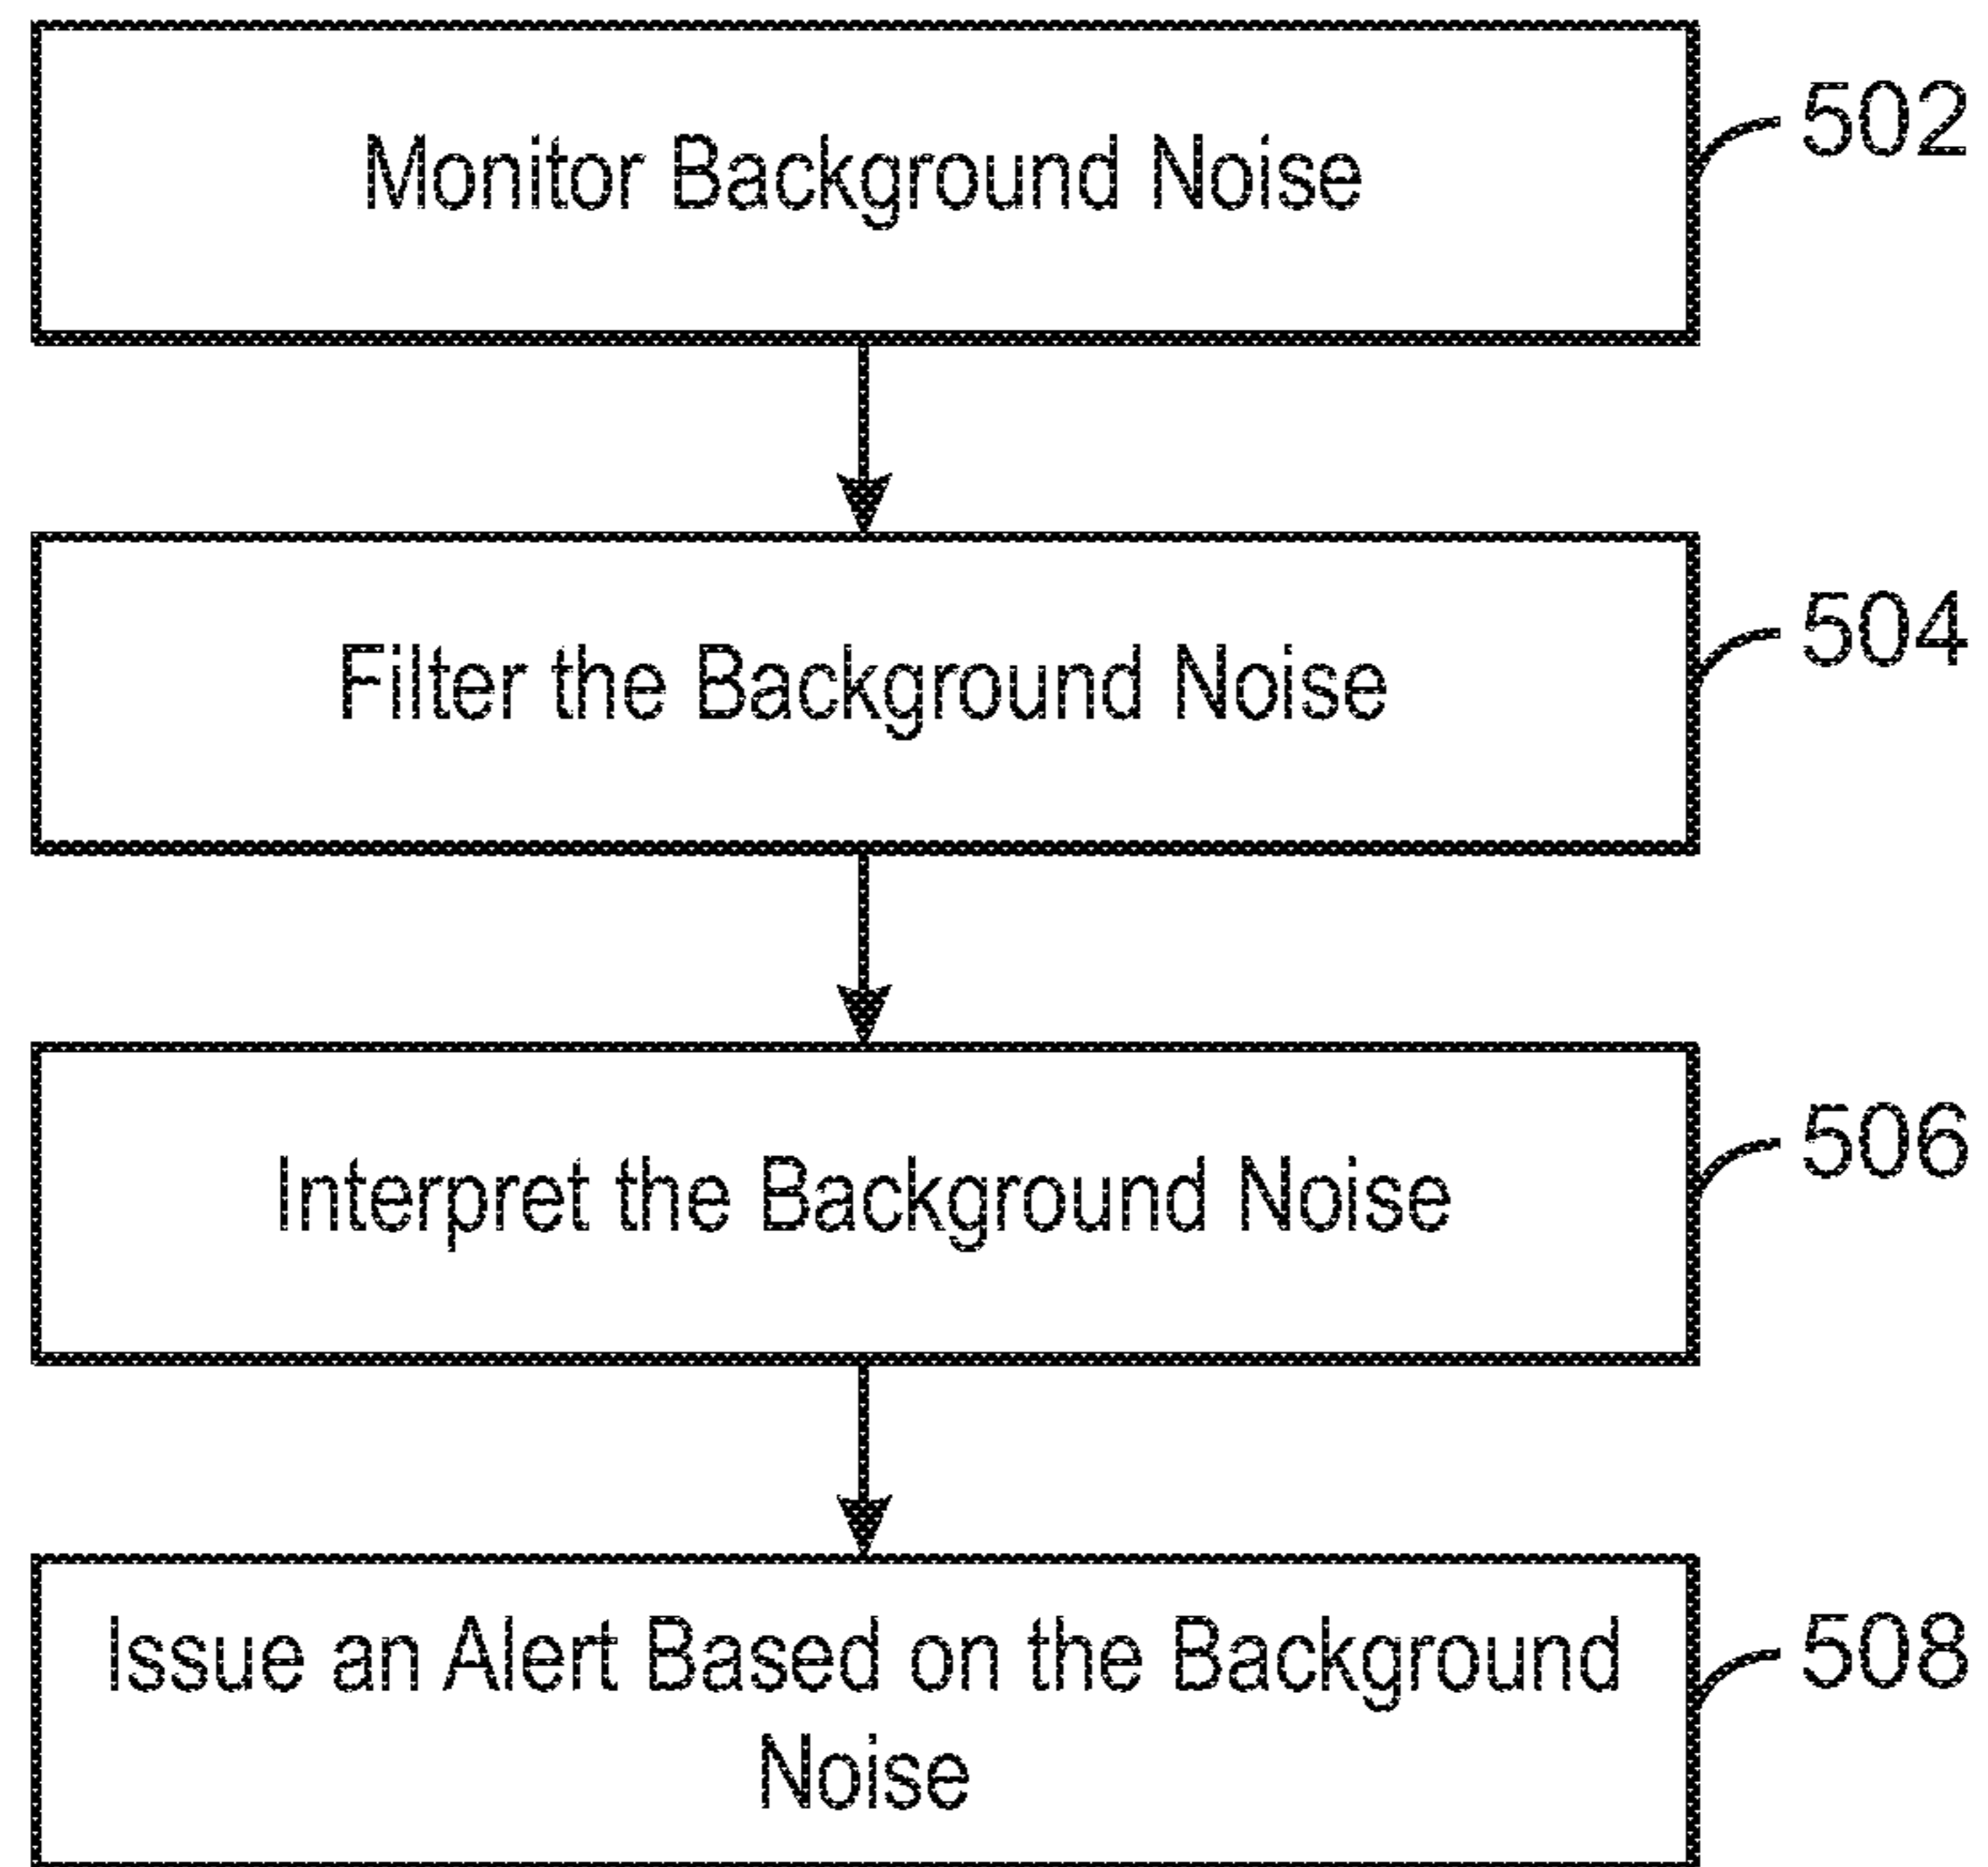 Monitor Background Noise
502
Filter the Background Noise
504
Interpret the Background Noise
506
Issue an Alert Based on the Background
Noise
508